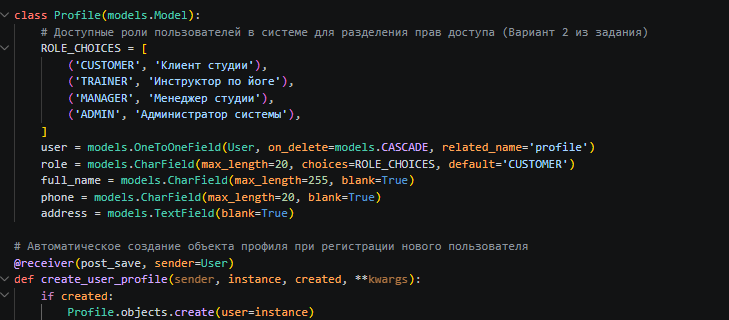 class Profile(models.Model):
    # Доступные роли пользователей в системе для разделения прав доступа (Вариант 2 из задания)
    ROLE_CHOICES = [
        ('CUSTOMER', 'Клиент студии'),
        ('TRAINER', 'Инструктор по йоге'),
        ('MANAGER', 'Менеджер студии'),
        ('ADMIN', 'Администратор системы'),
    ]
    user = models.OneToOneField(User, on_delete=models.CASCADE, related_name='profile')
    role = models.CharField(max_length=20, choices=ROLE_CHOICES, default='CUSTOMER')
    full_name = models.CharField(max_length=255, blank=True)
    phone = models.CharField(max_length=20, blank=True)
    address = models.TextField(blank=True)

# Автоматическое создание объекта профиля при регистрации нового пользователя
@receiver(post_save, sender=User)
def create_user_profile(sender, instance, created, **kwargs):
    if created:
        Profile.objects.create(user=instance)